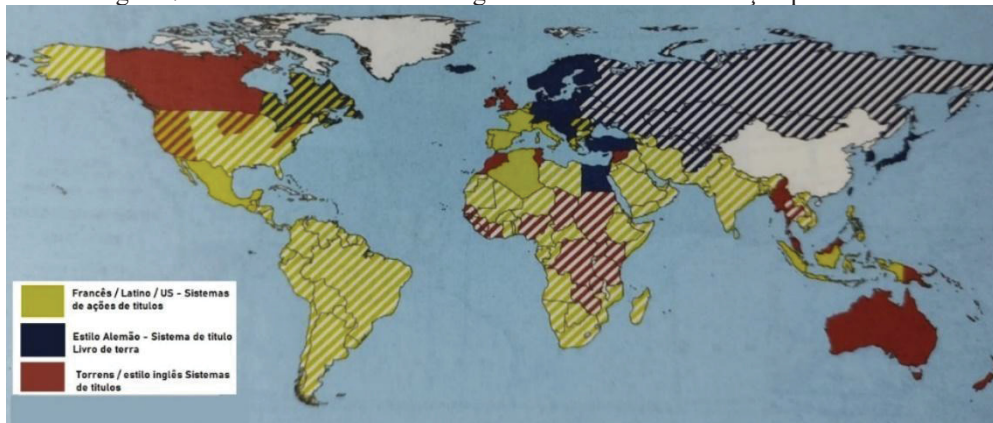 Francês / Latino / US - Sistemas
de ações de títulos
Estilo Alemão - Sistema de título
Livro de terra
Torrens / estilo inglês Sistemas
de títulos